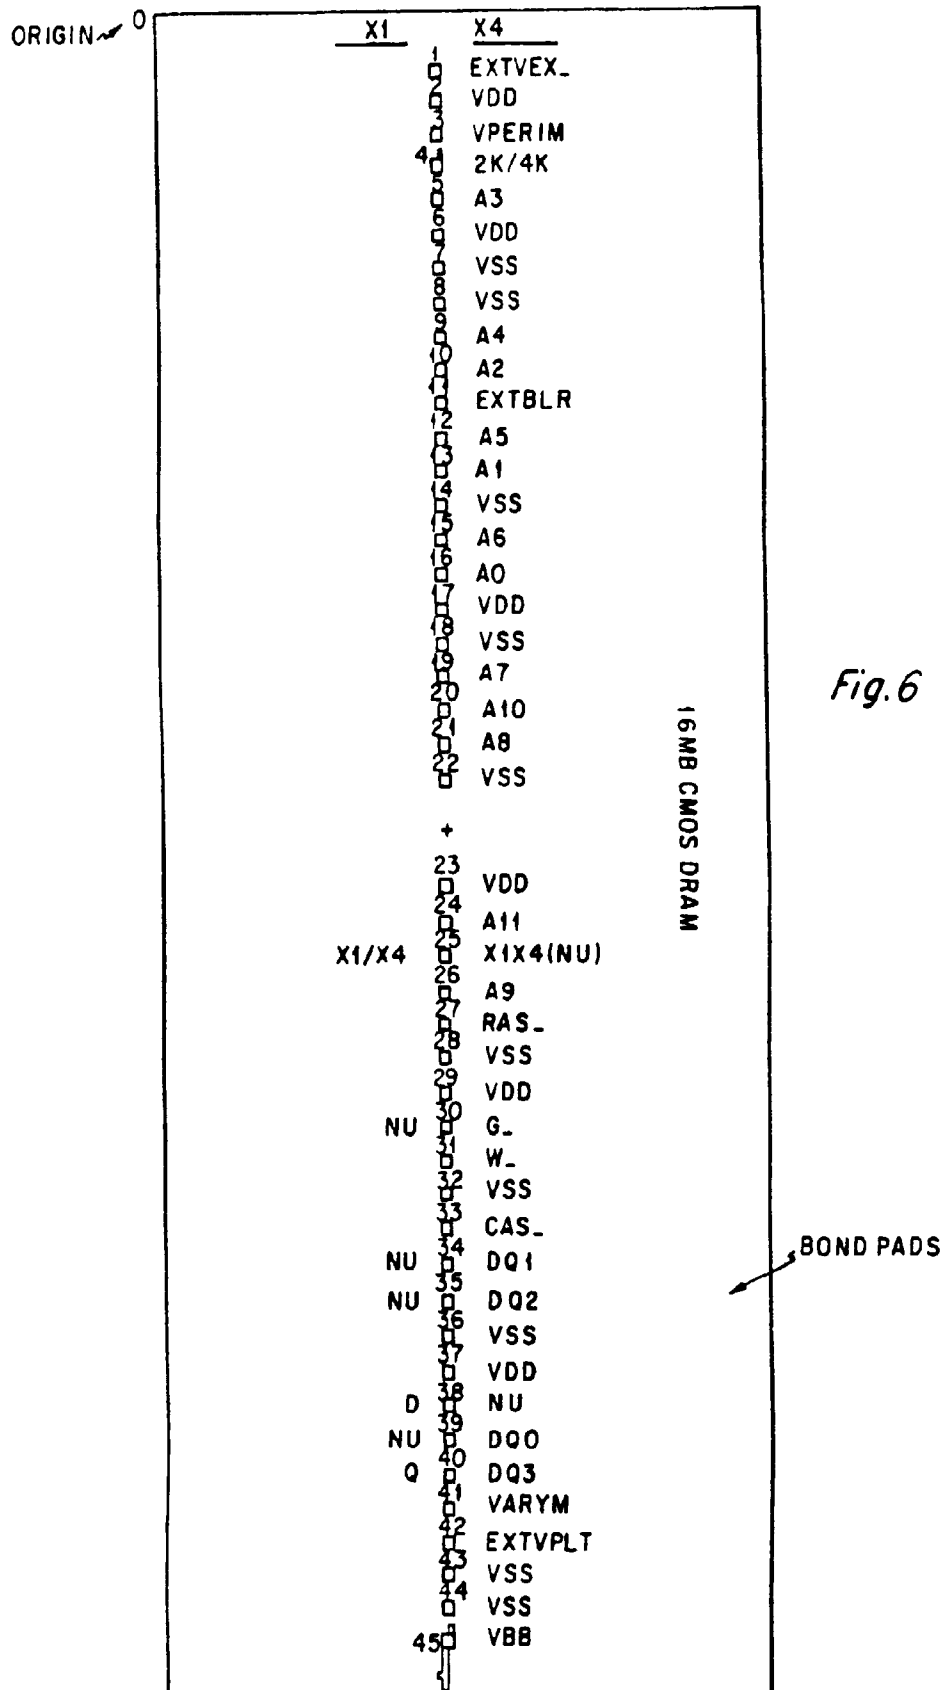 ORIGIN 0
X1 X4
1 EXTVEX_
2 VDD
3 VPERIM
4 2K/4K
5 A3
6 VDD
7 VSS
8 VSS
9 A4
10 A2
11 EXTBLR
12 A5
13 A1
14 VSS
15 A6
16 A0
17 VDD
18 VSS
19 A7
20 A10
21 A8
22 VSS
Fig.6
16MB CMOS DRAM
+
23 VDD
24 A11
X1/X4 25 X1X4(NU)
26 A9
27 RAS_
28 VSS
29 VDD
NU 30 G_
31 W_
32 VSS
33 CAS_
BOND PADS
NU 34 DQ1
NU 35 DQ2
36 VSS
37 VDD
D 38 NU
NU 39 DQ0
Q 40 DQ3
41 VARYM
42 EXTVPLT
43 VSS
44 VSS
45 VBB